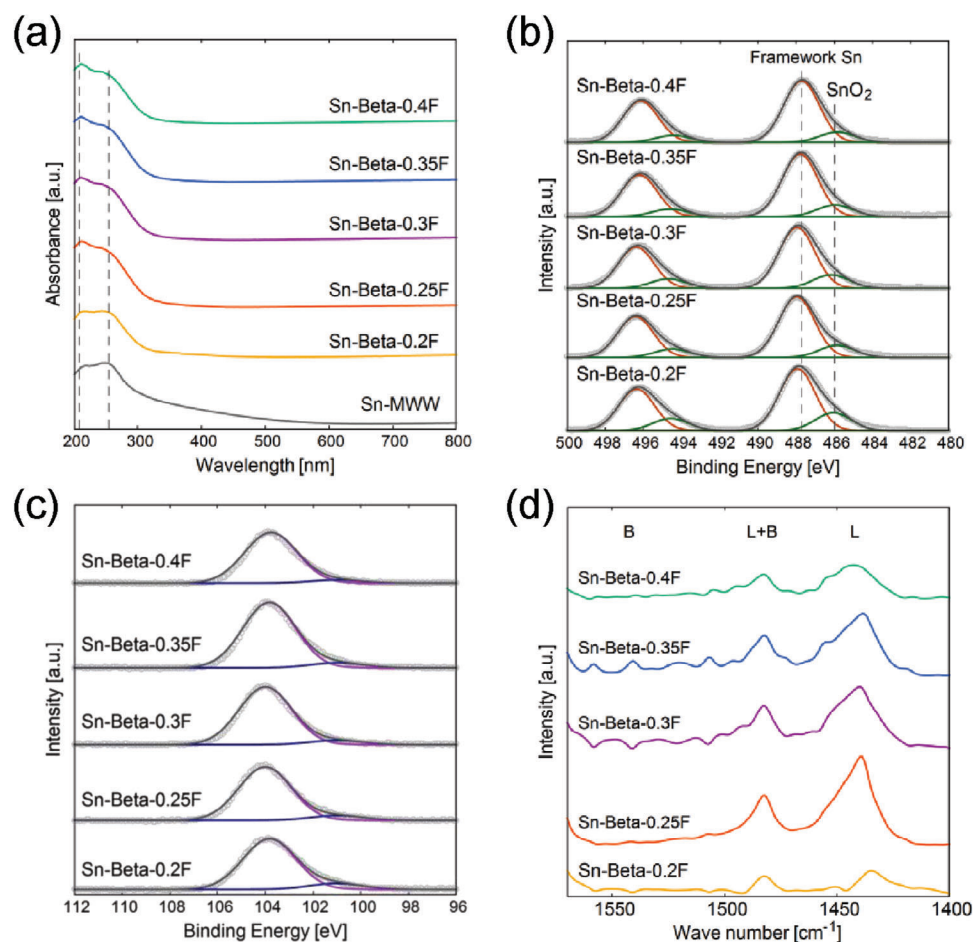 (a)
Absorbance [a.u.]
Sn-Beta-0.4F
Sn-Beta-0.35F
Sn-Beta-0.3F
Sn-Beta-0.25F
Sn-Beta-0.2F
Sn-MWW
200 300 400 500 600 700 800
Wavelength [nm]
(b)
Intensity [a.u.]
Framework Sn
SnO₂
Sn-Beta-0.4F
Sn-Beta-0.35F
Sn-Beta-0.3F
Sn-Beta-0.25F
Sn-Beta-0.2F
500 498 496 494 492 490 488 486 484 482 480
Binding Energy [eV]
(c)
Intensity [a.u.]
Sn-Beta-0.4F
Sn-Beta-0.35F
Sn-Beta-0.3F
Sn-Beta-0.25F
Sn-Beta-0.2F
112 110 108 106 104 102 100 98 96
Binding Energy [eV]
(d)
Intensity [a.u.]
B L+B L
Sn-Beta-0.4F
Sn-Beta-0.35F
Sn-Beta-0.3F
Sn-Beta-0.25F
Sn-Beta-0.2F
1550 1500 1450 1400
Wave number [cm⁻¹]